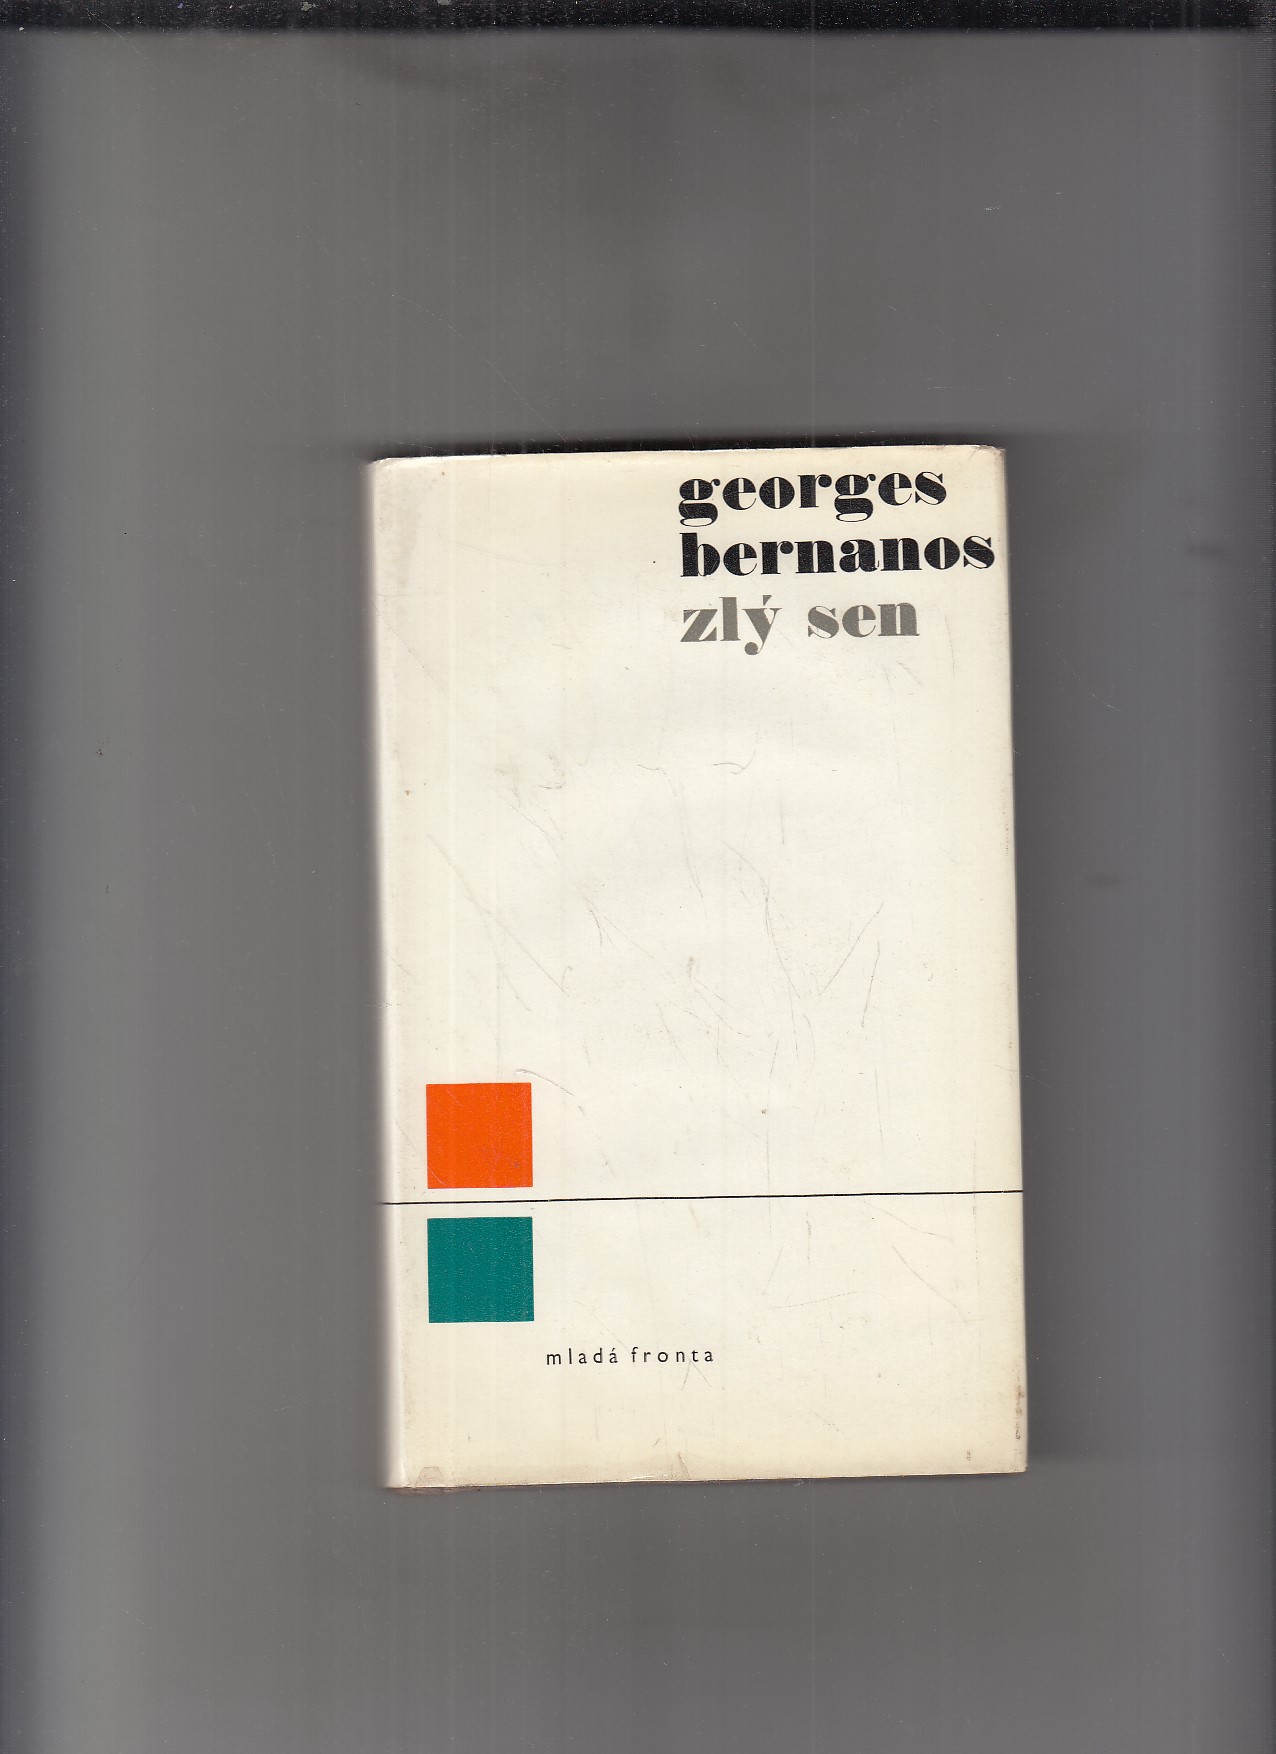 georges
bernanos
zlý sen
mladá fronta